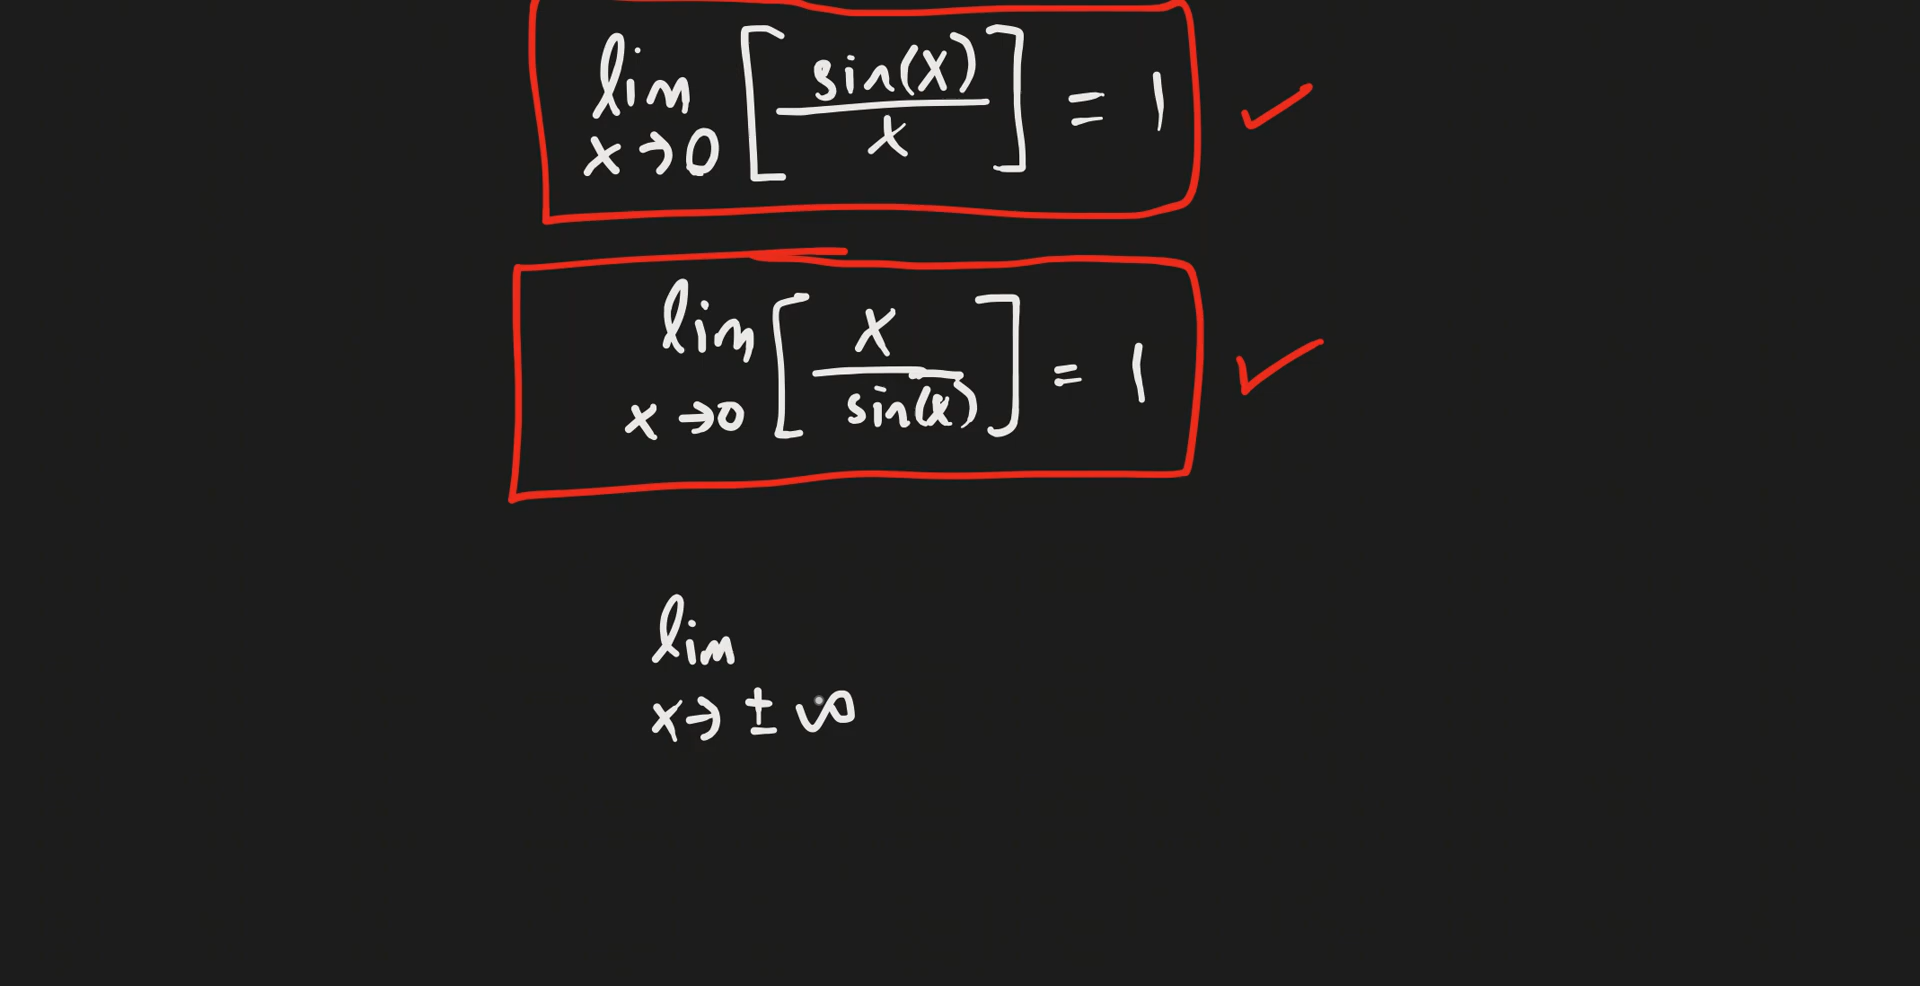 lim x→0 [ sin(x) / x ] = 1 ✓
lim x→0 [ x / sin(x) ] = 1 ✓
lim x→ ± ∞